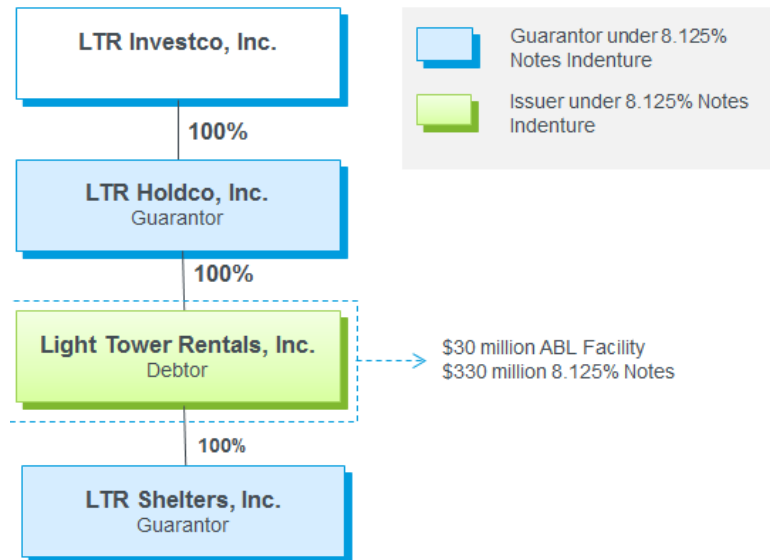 LTR Investco, Inc.
100%
LTR Holdco, Inc.
Guarantor
100%
Light Tower Rentals, Inc.
Debtor
100%
LTR Shelters, Inc.
Guarantor
Guarantor under 8.125%
Notes Indenture
Issuer under 8.125% Notes
Indenture
$30 million ABL Facility
$330 million 8.125% Notes